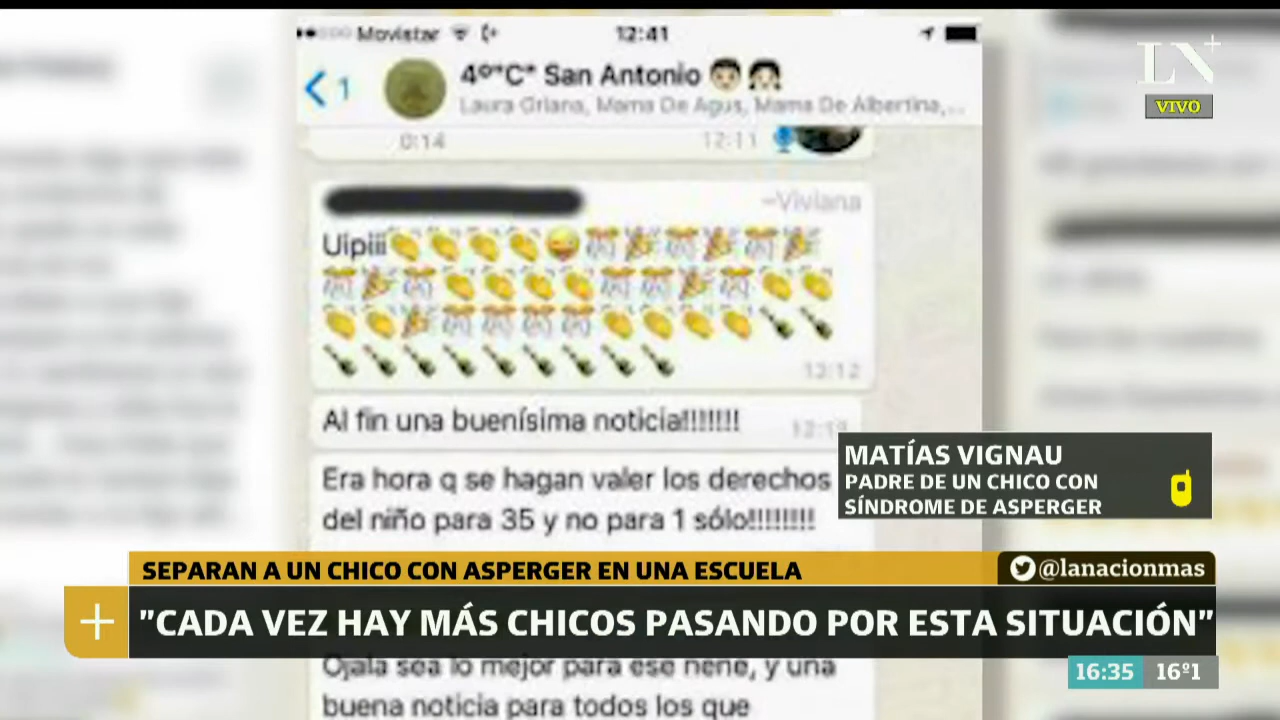 Movistar 12:41
LN+
VIVO
1
4º"C" San Antonio
Laura Oriana, Mama De Agus, Mama De Albertina,...
0:14 12:11
~Viviana
Uipiii
12:12
Al fin una buenísima noticia!!!!!!!
Era hora q se hagan valer los derechos
del niño para 35 y no para 1 sólo!!!!!!!!!
MATÍAS VIGNAU
PADRE DE UN CHICO CON
SÍNDROME DE ASPERGER
SEPARAN A UN CHICO CON ASPERGER EN UNA ESCUELA
@lanacionmas
"CADA VEZ HAY MÁS CHICOS PASANDO POR ESTA SITUACIÓN"
Ojala sea lo mejor para ese nene, y una
buena noticia para todos los que
16:35 16º1